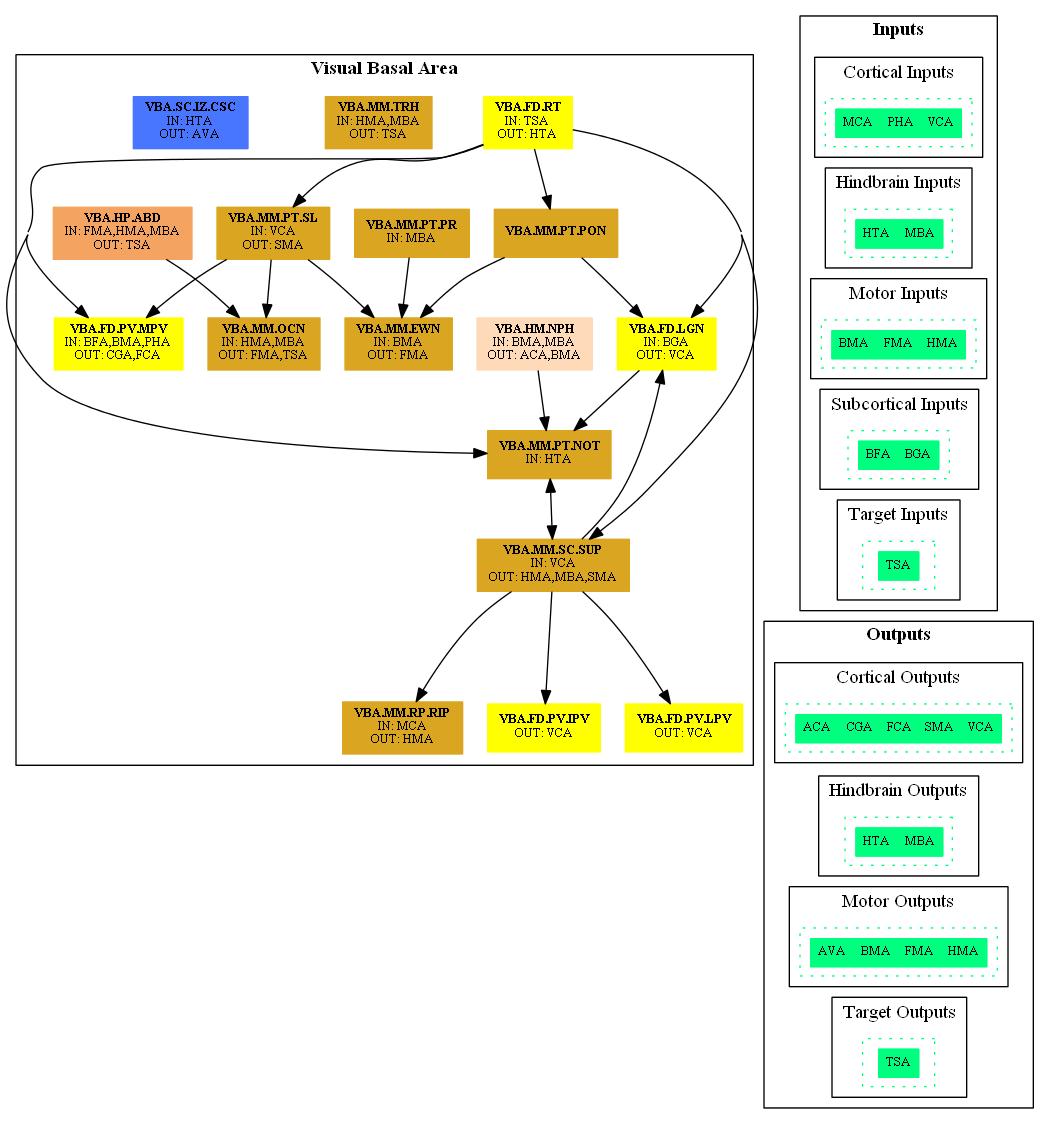 Visual Basal Area
VBA.SC.IZ.CSC
IN: HTA
OUT: AVA
VBA.MM.TRH
IN: HMA,MBA
OUT: TSA
VBA.FD.RT
IN: TSA
OUT: HTA
VBA.HP.ABD
IN: FMA,HMA,MBA
OUT: TSA
VBA.MM.PT.SL
IN: VCA
OUT: SMA
VBA.MM.PT.PR
IN: MBA
VBA.MM.PT.PON
VBA.FD.PV.MPV
IN: BFA,BMA,PHA
OUT: CGA,FCA
VBA.MM.OCN
IN: HMA,MBA
OUT: FMA,TSA
VBA.MM.EWN
IN: BMA
OUT: FMA
VBA.HM.NPH
IN: BMA,MBA
OUT: ACA,BMA
VBA.FD.LGN
IN: BGA
OUT: VCA
VBA.MM.PT.NOT
IN: HTA
VBA.MM.SC.SUP
IN: VCA
OUT: HMA,MBA,SMA
VBA.MM.RP.RIP
IN: MCA
OUT: HMA
VBA.FD.PV.IPV
OUT: VCA
VBA.FD.PV.LPV
OUT: VCA
Inputs
Cortical Inputs
MCA PHA VCA
Hindbrain Inputs
HTA MBA
Motor Inputs
BMA FMA HMA
Subcortical Inputs
BFA BGA
Target Inputs
TSA
Outputs
Cortical Outputs
ACA CGA FCA SMA VCA
Hindbrain Outputs
HTA MBA
Motor Outputs
AVA BMA FMA HMA
Target Outputs
TSA